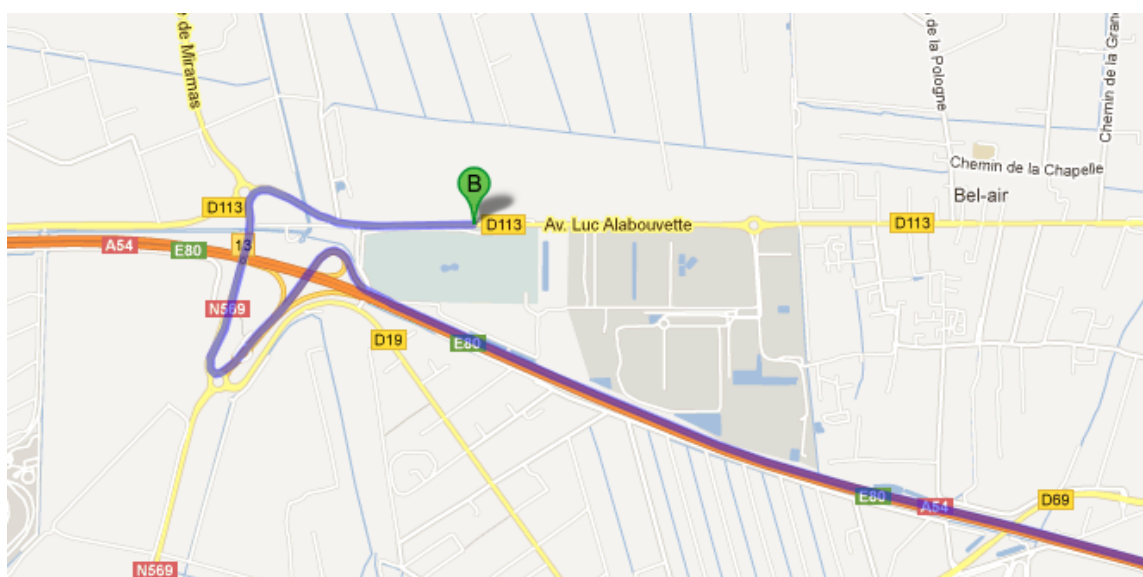 de Miramas
de la Pologne
Chemin de la Gran
Chemin de la Chapelle
Bel-air
B
D113
D113
Av. Luc Alabouvette
D113
A54
E80
13
N569
D19
E80
E80
A54
D69
N569